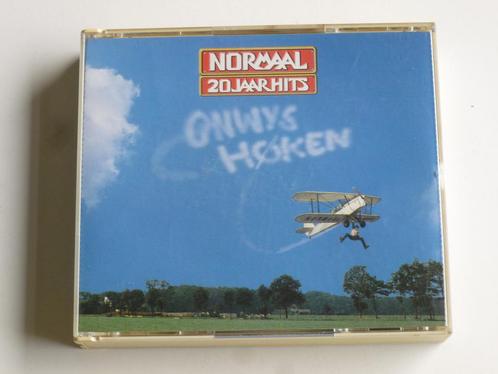 NORMAAL
20 JAAR HITS
ONWYS
HØKEN